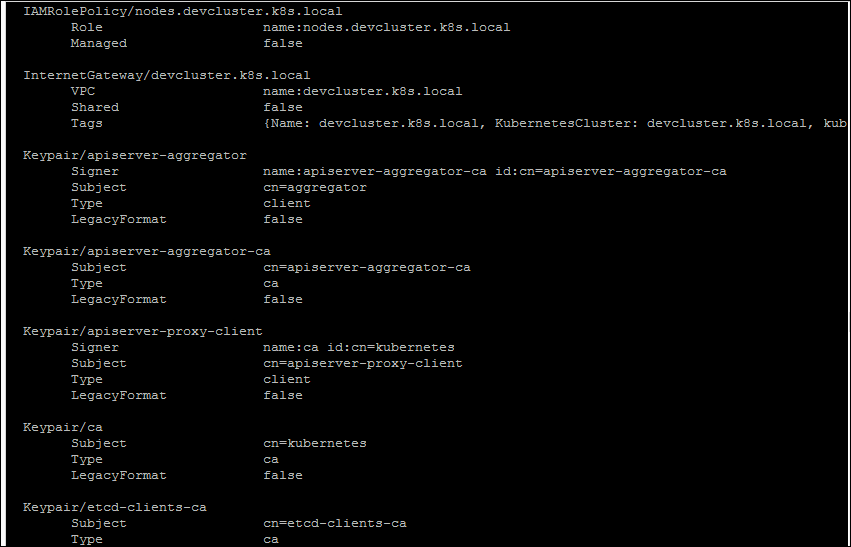 IAMRolePolicy/nodes.devcluster.k8s.local
Role name:nodes.devcluster.k8s.local
Managed false
InternetGateway/devcluster.k8s.local
VPC name:devcluster.k8s.local
Shared false
Tags {Name: devcluster.k8s.local, KubernetesCluster: devcluster.k8s.local, kub
Keypair/apiserver-aggregator
Signer name:apiserver-aggregator-ca id:cn=apiserver-aggregator-ca
Subject cn=aggregator
Type client
LegacyFormat false
Keypair/apiserver-aggregator-ca
Subject cn=apiserver-aggregator-ca
Type ca
LegacyFormat false
Keypair/apiserver-proxy-client
Signer name:ca id:cn=kubernetes
Subject cn=apiserver-proxy-client
Type client
LegacyFormat false
Keypair/ca
Subject cn=kubernetes
Type ca
LegacyFormat false
Keypair/etcd-clients-ca
Subject cn=etcd-clients-ca
Type ca